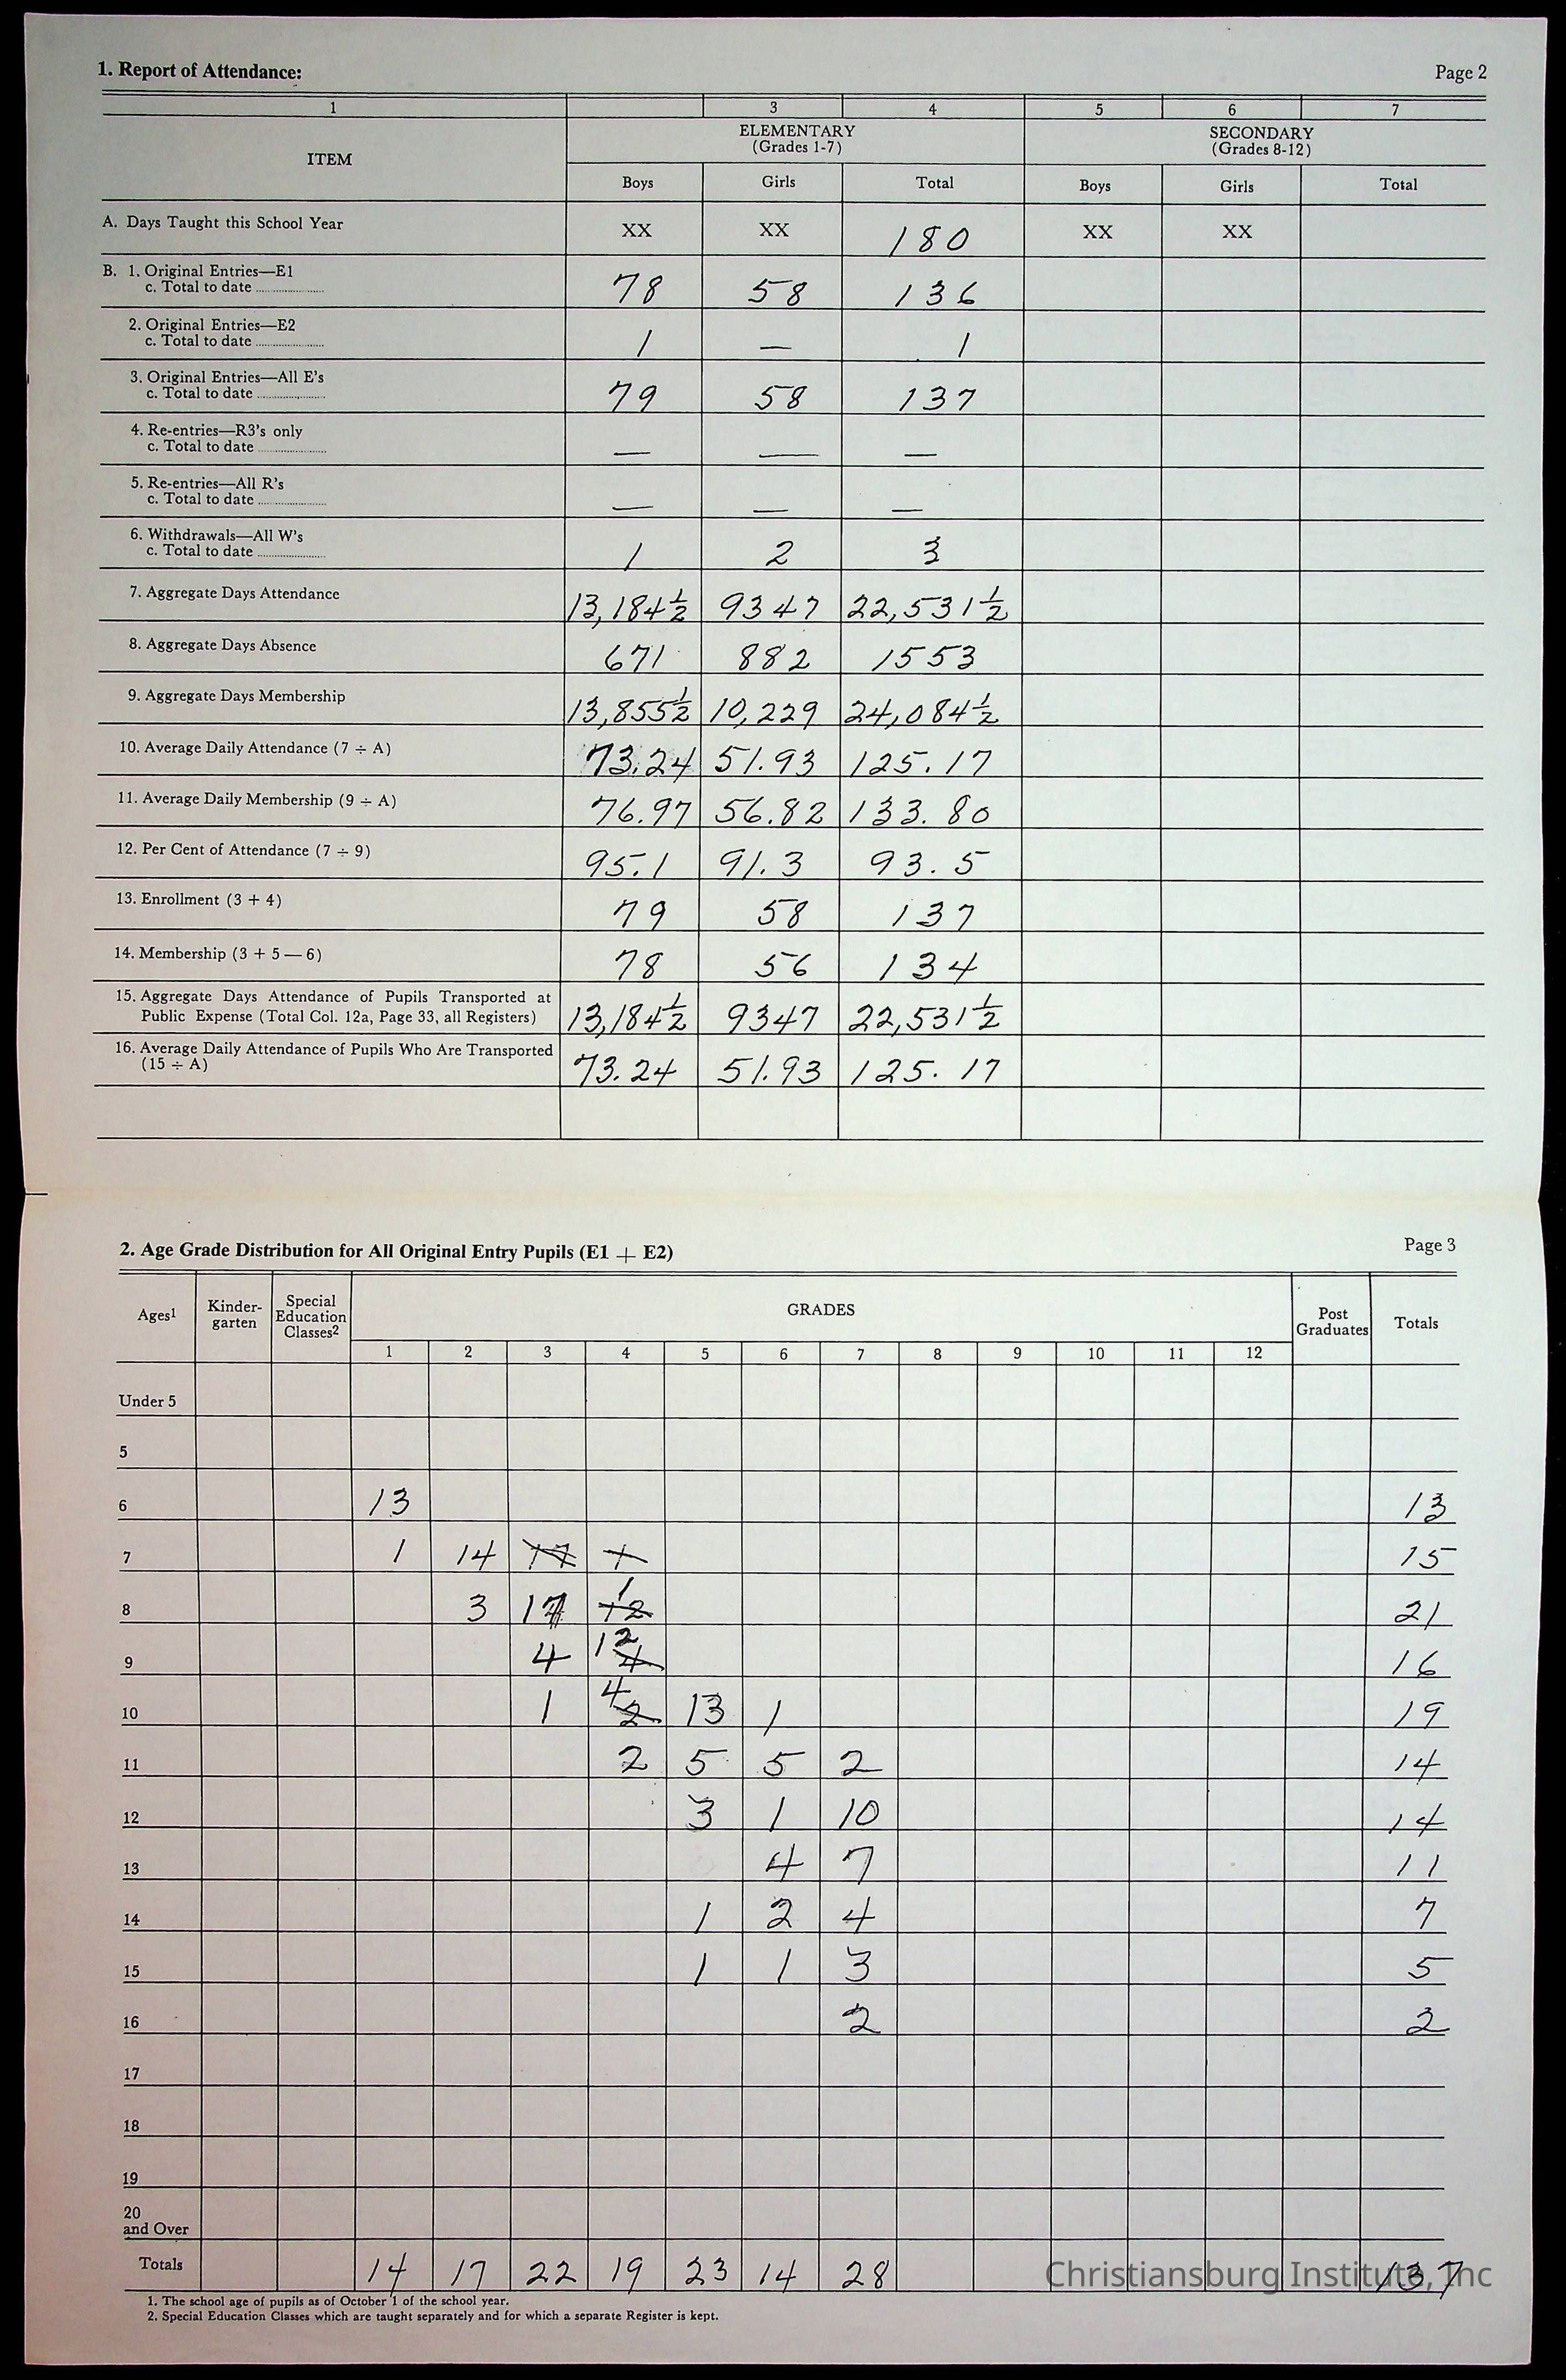 1. Report of Attendance: Page 2
1 3 4 5 6 7
ITEM ELEMENTARY (Grades 1-7) SECONDARY (Grades 8-12)
Boys Girls Total Boys Girls Total
A. Days Taught this School Year XX XX 180 XX XX
B. 1. Original Entries—E1
c. Total to date 78 58 136
2. Original Entries—E2
c. Total to date 1 — 1
3. Original Entries—All E's
c. Total to date 79 58 137
4. Re-entries—R3's only
c. Total to date — — —
5. Re-entries—All R's
c. Total to date — — —
6. Withdrawals—All W's
c. Total to date 1 2 3
7. Aggregate Days Attendance 13,184½ 9347 22,531½
8. Aggregate Days Absence 671 882 1553
9. Aggregate Days Membership 13,855½ 10,229 24,084½
10. Average Daily Attendance (7 ÷ A) 73.24 51.93 125.17
11. Average Daily Membership (9 ÷ A) 76.97 56.82 133.80
12. Per Cent of Attendance (7 ÷ 9) 95.1 91.3 93.5
13. Enrollment (3 + 4) 79 58 137
14. Membership (3 + 5 — 6) 78 56 134
15. Aggregate Days Attendance of Pupils Transported at
Public Expense (Total Col. 12a, Page 33, all Registers) 13,184½ 9347 22,531½
16. Average Daily Attendance of Pupils Who Are Transported
(15 ÷ A) 73.24 51.93 125.17
2. Age Grade Distribution for All Original Entry Pupils (E1 + E2) Page 3
Ages1 Kinder-garten Special Education Classes2 GRADES Post Graduates Totals
1 2 3 4 5 6 7 8 9 10 11 12
Under 5
5
6 13 13
7 1 14 17 1 15
8 3 17 12 1 21
9 4 12 4 16
10 1 4 2 13 1 19
11 2 5 5 2 14
12 3 1 10 14
13 4 7 11
14 1 2 4 7
15 1 1 3 5
16 2 2
17
18
19
20
and Over
Totals 14 17 22 19 23 14 28 137
Christiansburg Institute, Inc
1. The school age of pupils as of October 1 of the school year.
2. Special Education Classes which are taught separately and for which a separate Register is kept.